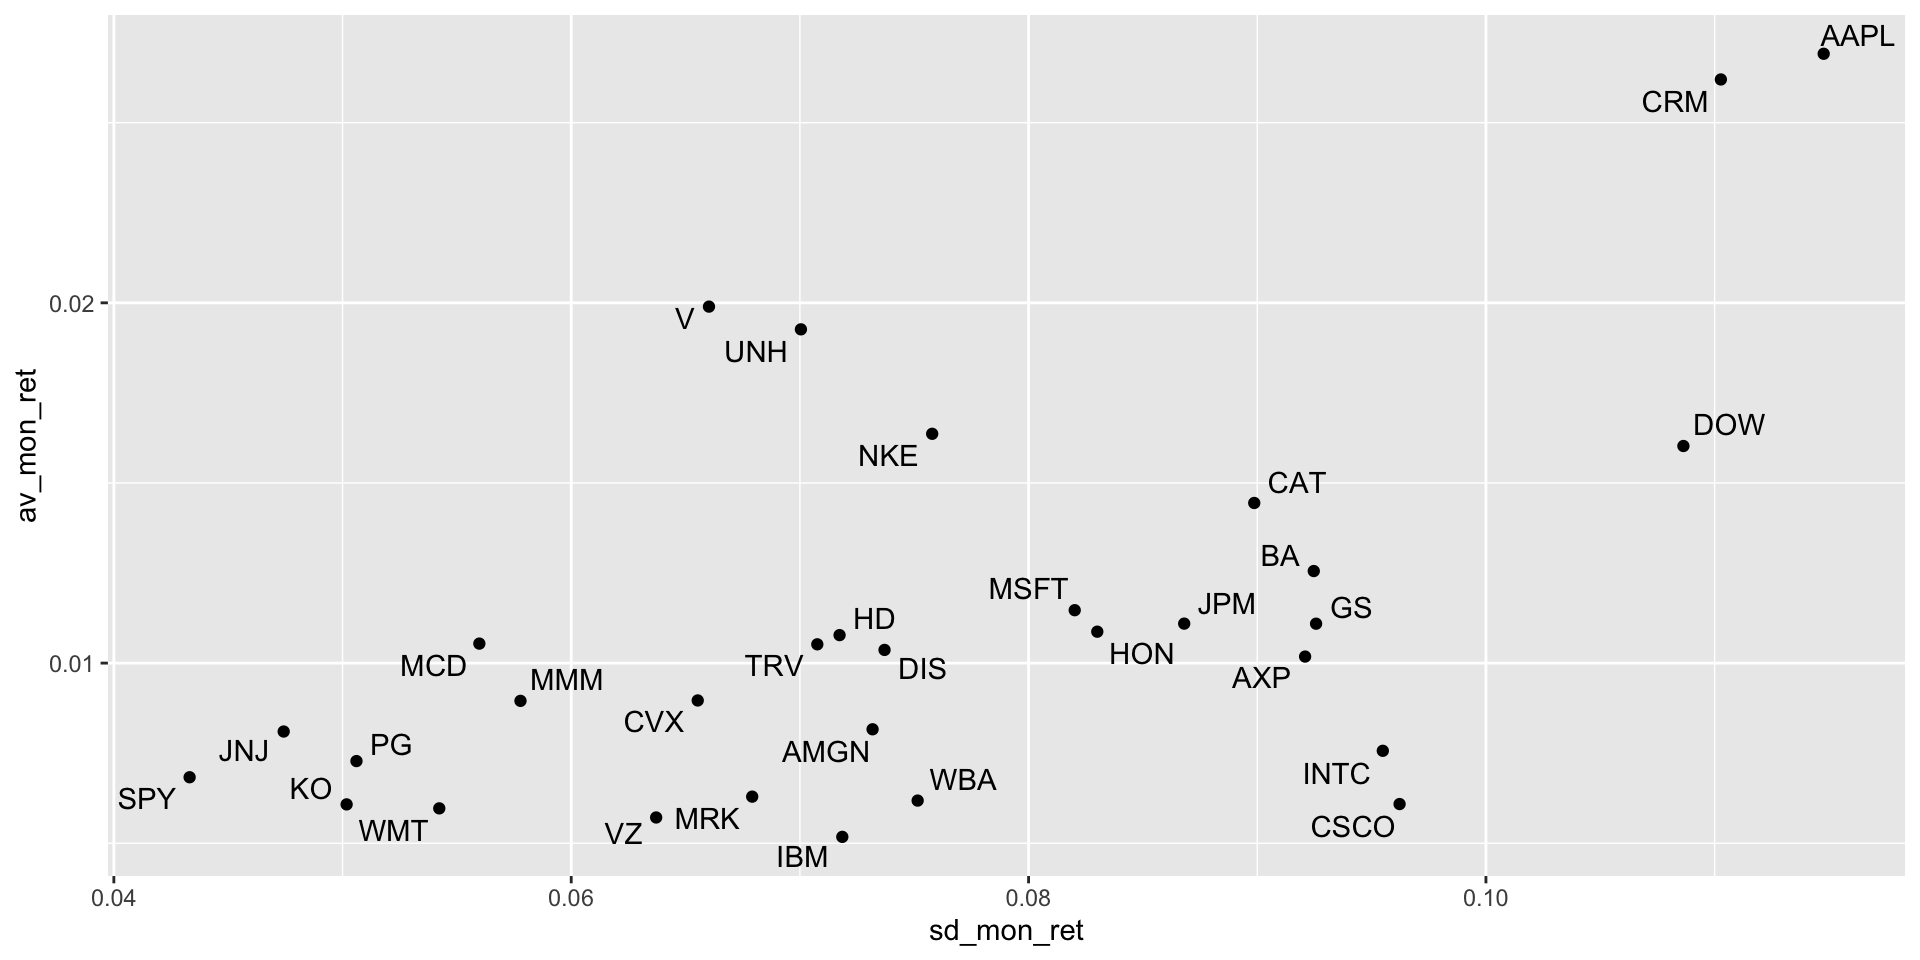 AAPL
CRM
0.02
V
UNH
DOW
NKE
CAT
BA
MSFT
JPM
GS
HD
HON
MCD
TRV
DIS
AXP
0.01
MMM
CVX
JNJ
PG
AMGN
INTC
WBA
KO
SPY
WMT
VZ
MRK
CSCO
IBM
av_mon_ret
0.04
0.06
0.08
0.10
sd_mon_ret